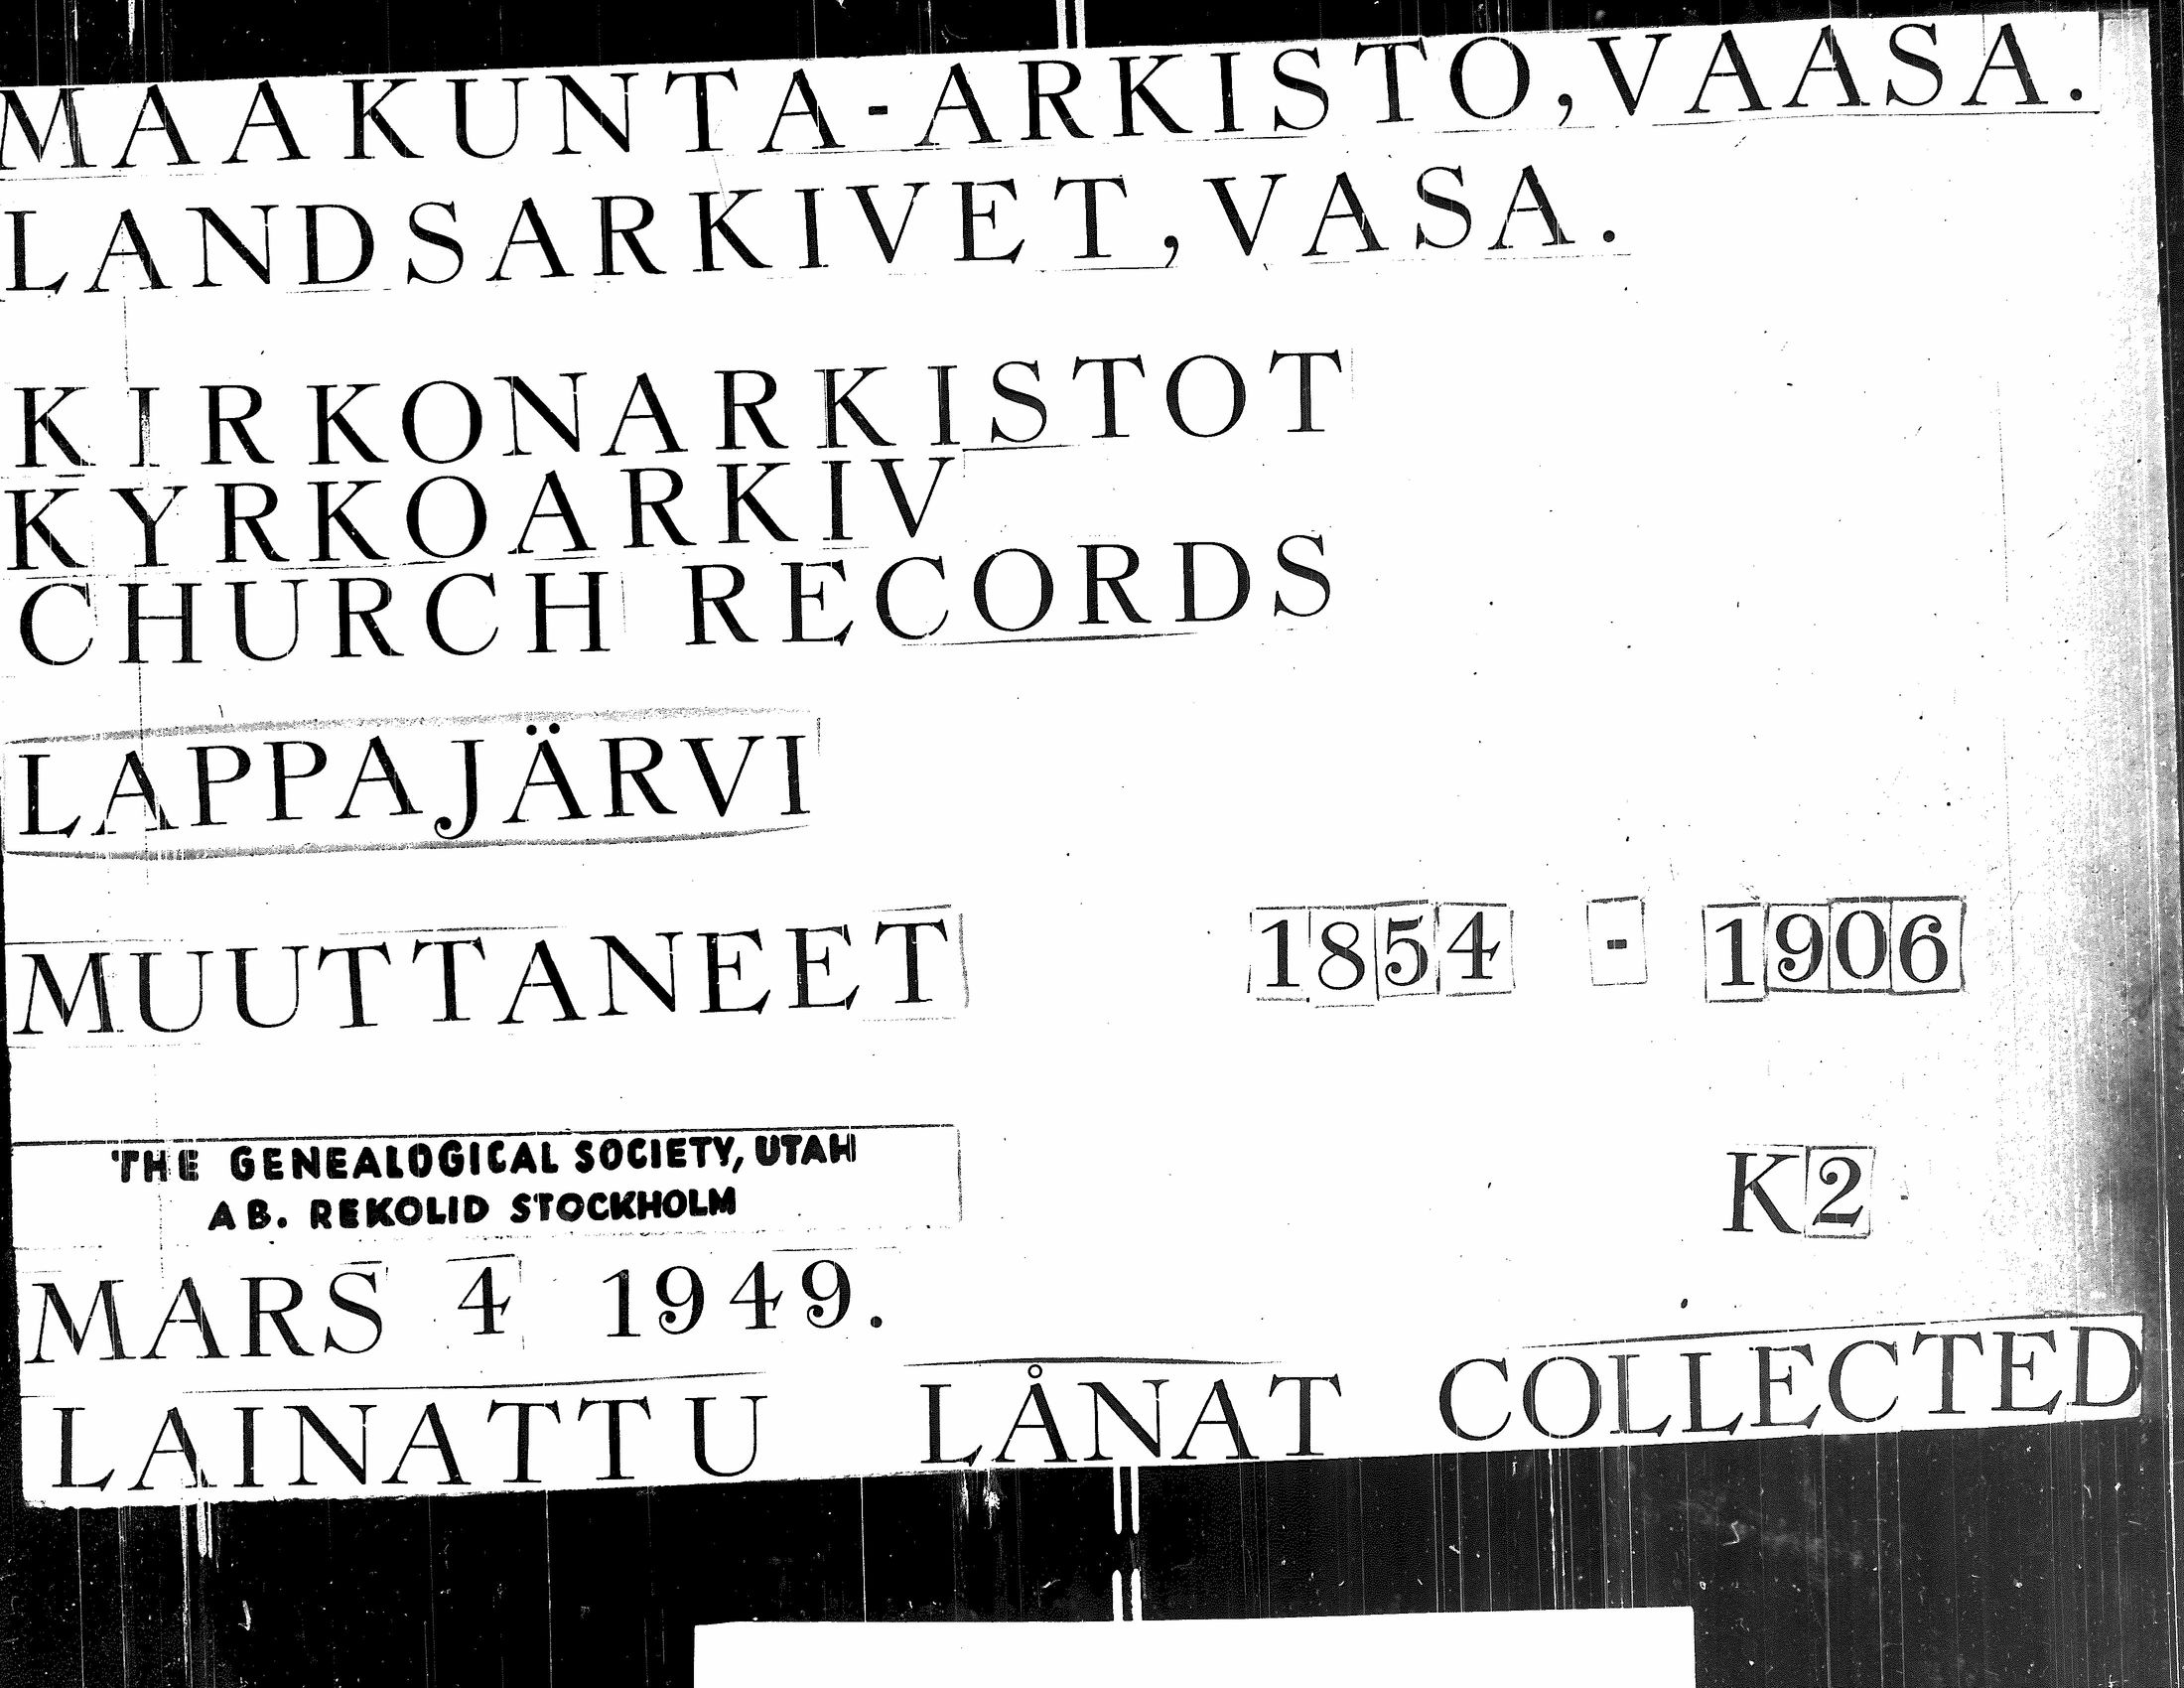 MAAKUNTA-ARKISTO, VAASA.
LANDSARKIVET, VASA.
KIRKONARKISTOT
KYRKOARKIV
CHURCH RECORDS
LAPPAJÄRVI
MUUTTANEET 1854 - 1906
THE GENEALOGICAL SOCIETY, UTAH
AB. REKOLID STOCKHOLM
K2
MARS 4 1949.
LAINATTU LÅNAT COLLECTED